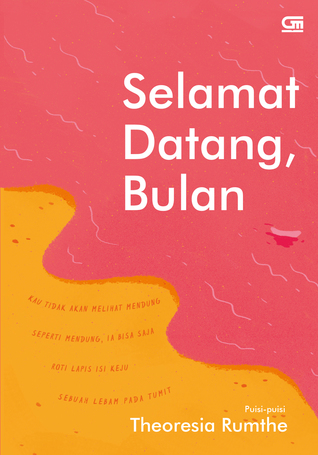 GM
Selamat
Datang,
Bulan
KAU TIDAK AKAN MELIHAT MENDUNG
SEPERTI MENDUNG, IA BISA SAJA
ROTI LAPIS ISI KEJU
SEBUAH LEBAM PADA TUMIT
Puisi-puisi
Theoresia Rumthe